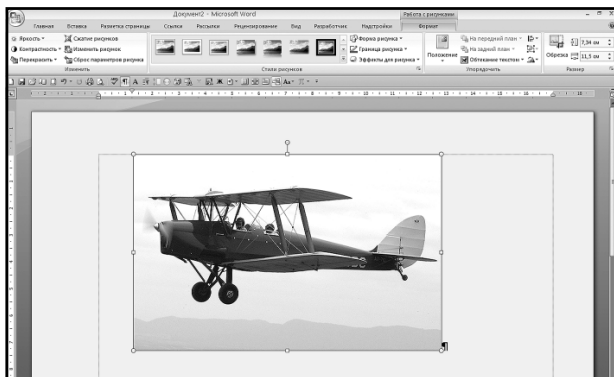 Документ2 - Microsoft Word
Работа с рисунками
Главная Вставка Разметка страницы Ссылки Рассылки Рецензирование Вид Разработчик Надстройки Формат
Яркость Сжатие рисунков Форма рисунка На передний план 7,34 см
Контрастность Изменить рисунок Граница рисунка На задний план
Перекрасить Сброс параметров рисунка Эффекты для рисунка Положение Обтекание текстом Обрезка 11,5 см
Изменить Стили рисунков Упорядочить Размер